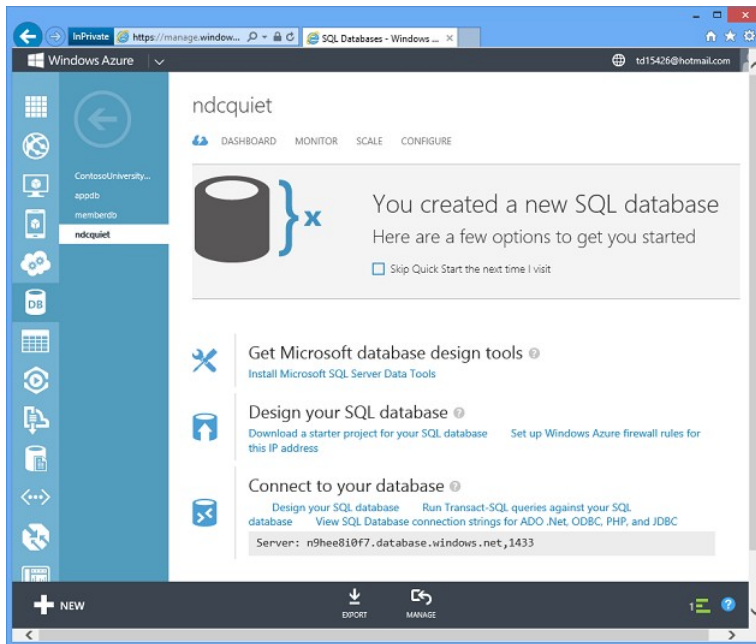 InPrivate
https://manage.window...
SQL Databases - Windows ...
Windows Azure
td15426@hotmail.com
ContosoUniversity...
appdb
memberdb
ndcquiet
ndcquiet
DASHBOARD MONITOR SCALE CONFIGURE
x
You created a new SQL database
Here are a few options to get you started
Skip Quick Start the next time I visit
DB
Get Microsoft database design tools ?
Install Microsoft SQL Server Data Tools
Design your SQL database ?
Download a starter project for your SQL database Set up Windows Azure firewall rules for
this IP address
Connect to your database ?
Design your SQL database Run Transact-SQL queries against your SQL
database View SQL Database connection strings for ADO .Net, ODBC, PHP, and JDBC
Server: n9hee8i0f7.database.windows.net,1433
NEW
EXPORT
MANAGE
1
?